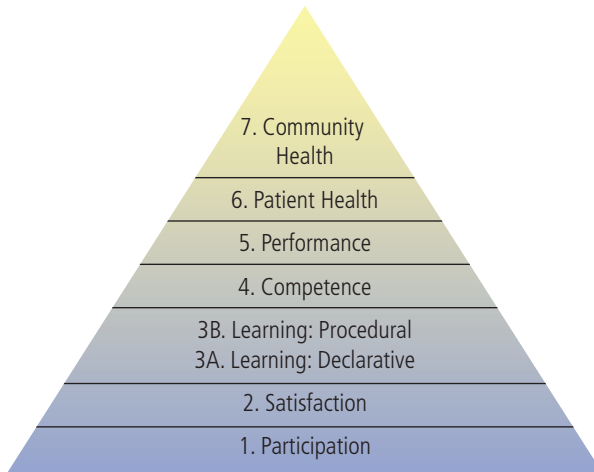 7. Community
Health
6. Patient Health
5. Performance
4. Competence
3B. Learning: Procedural
3A. Learning: Declarative
2. Satisfaction
1. Participation